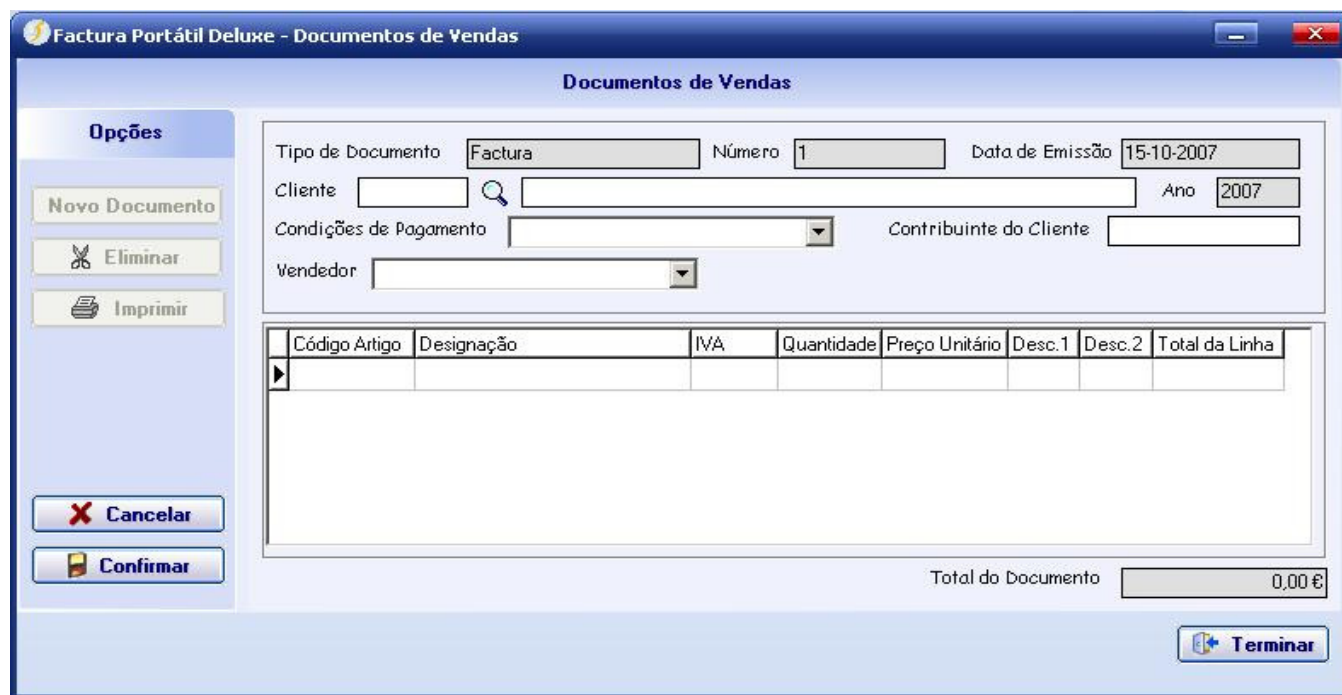 Factura Portátil Deluxe - Documentos de Vendas
Documentos de Vendas
Opções
Novo Documento
Eliminar
Imprimir
Cancelar
Confirmar
Tipo de Documento Factura Número 1 Data de Emissão 15-10-2007
Cliente Ano 2007
Condições de Pagamento Contribuinte do Cliente
Vendedor
Código Artigo Designação IVA Quantidade Preço Unitário Desc.1 Desc.2 Total da Linha
Total do Documento 0,00 €
Terminar